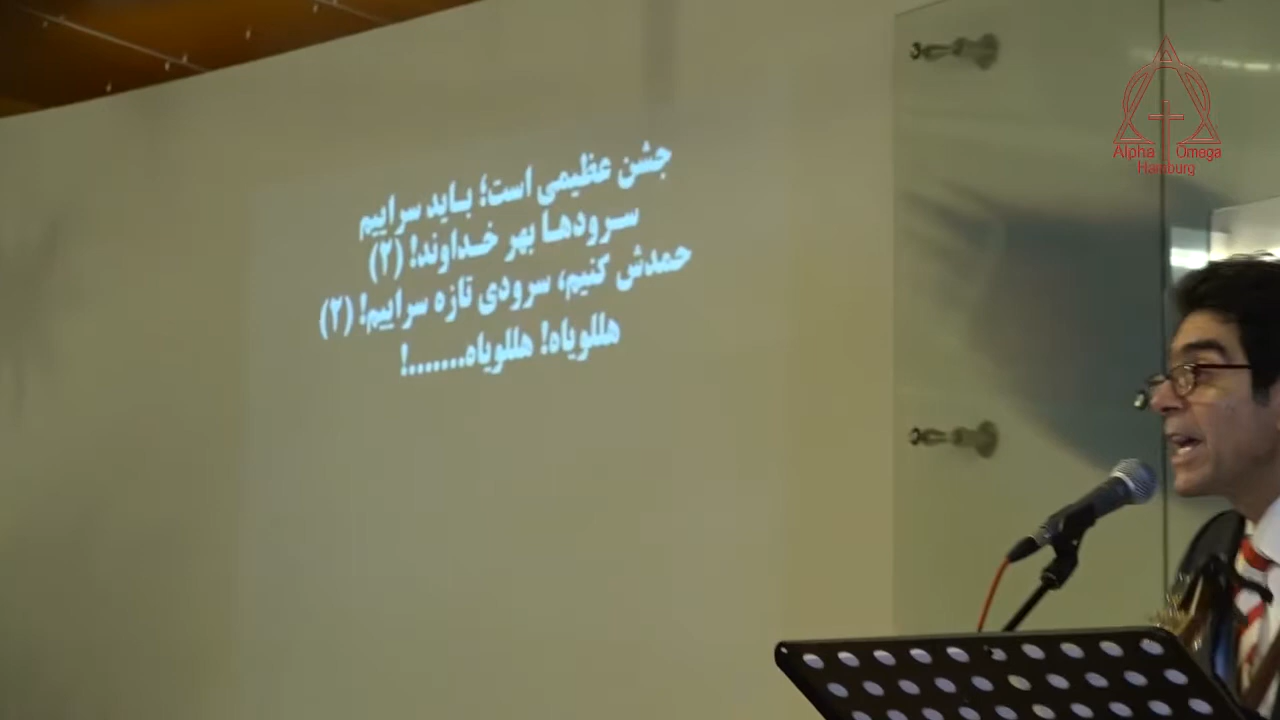 جشن عظیمی است؛ باید سراییم
سرودها بهر خداوند! (۲)
حمدش کنیم، سرودی تازه سراییم! (۲)
هللویاه! هللویاه.......!
Alpha Omega
Hamburg